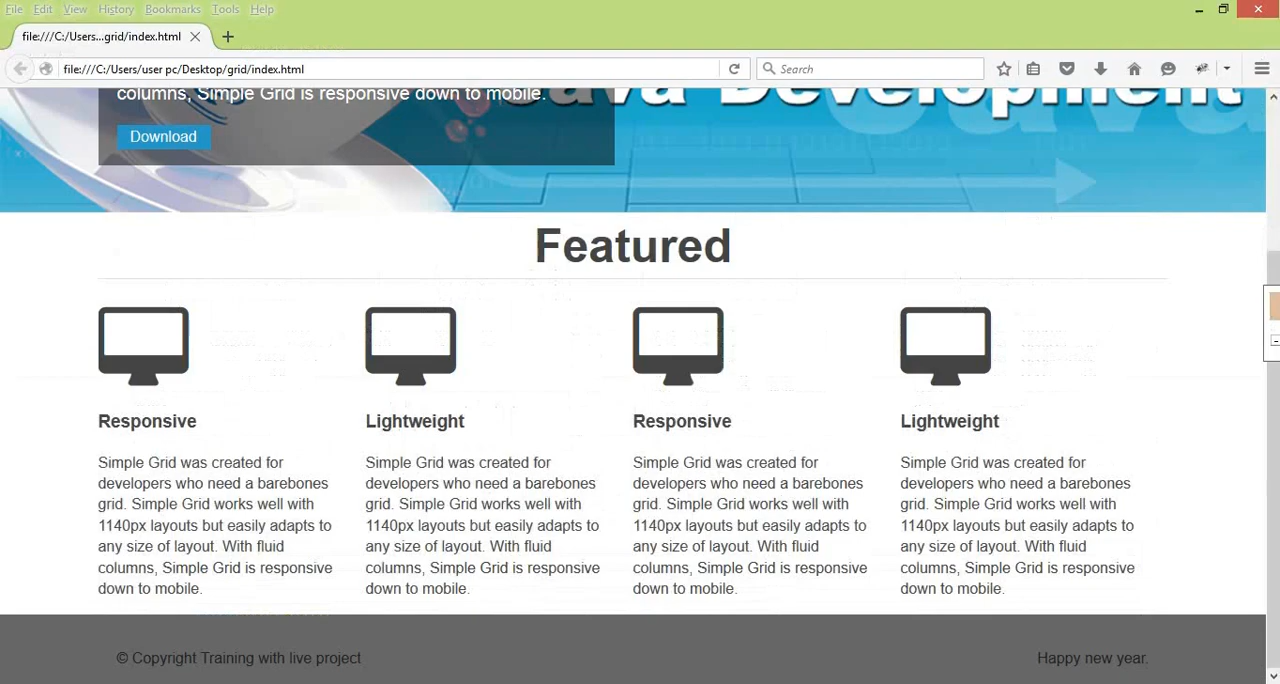 File Edit View History Bookmarks Tools Help
file:///C:/Users...grid/index.html
file:///C:/Users/user pc/Desktop/grid/index.html
Search
columns, Simple Grid is responsive down to mobile.
Java Development
Download
Featured
Responsive
Simple Grid was created for
developers who need a barebones
grid. Simple Grid works well with
1140px layouts but easily adapts to
any size of layout. With fluid
columns, Simple Grid is responsive
down to mobile.
Lightweight
Simple Grid was created for
developers who need a barebones
grid. Simple Grid works well with
1140px layouts but easily adapts to
any size of layout. With fluid
columns, Simple Grid is responsive
down to mobile.
Responsive
Simple Grid was created for
developers who need a barebones
grid. Simple Grid works well with
1140px layouts but easily adapts to
any size of layout. With fluid
columns, Simple Grid is responsive
down to mobile.
Lightweight
Simple Grid was created for
developers who need a barebones
grid. Simple Grid works well with
1140px layouts but easily adapts to
any size of layout. With fluid
columns, Simple Grid is responsive
down to mobile.
© Copyright Training with live project
Happy new year.